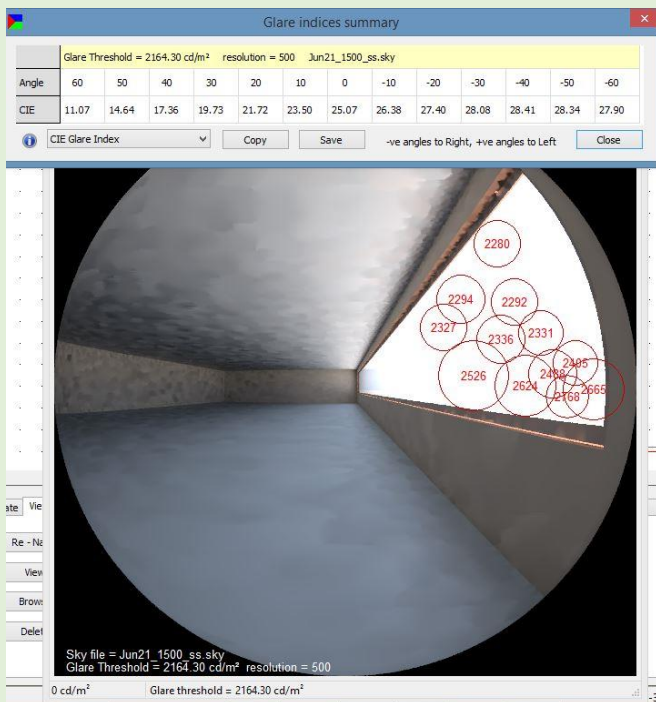 Glare indices summary
Glare Threshold = 2164.30 cd/m² resolution = 500 Jun21_1500_ss.sky
Angle 60 50 40 30 20 10 0 -10 -20 -30 -40 -50 -60
CIE 11.07 14.64 17.36 19.73 21.72 23.50 25.07 26.38 27.40 28.08 28.41 28.34 27.90
CIE Glare Index Copy Save -ve angles to Right, +ve angles to Left Close
2280
2294 2292
2327 2336 2331
2526 2624 2405
2768 2665
ate Vie
Re - Na
View
Brows
Delet
Sky file = Jun21_1500_ss.sky
Glare Threshold = 2164.30 cd/m² resolution = 500
0 cd/m² Glare threshold = 2164.30 cd/m²